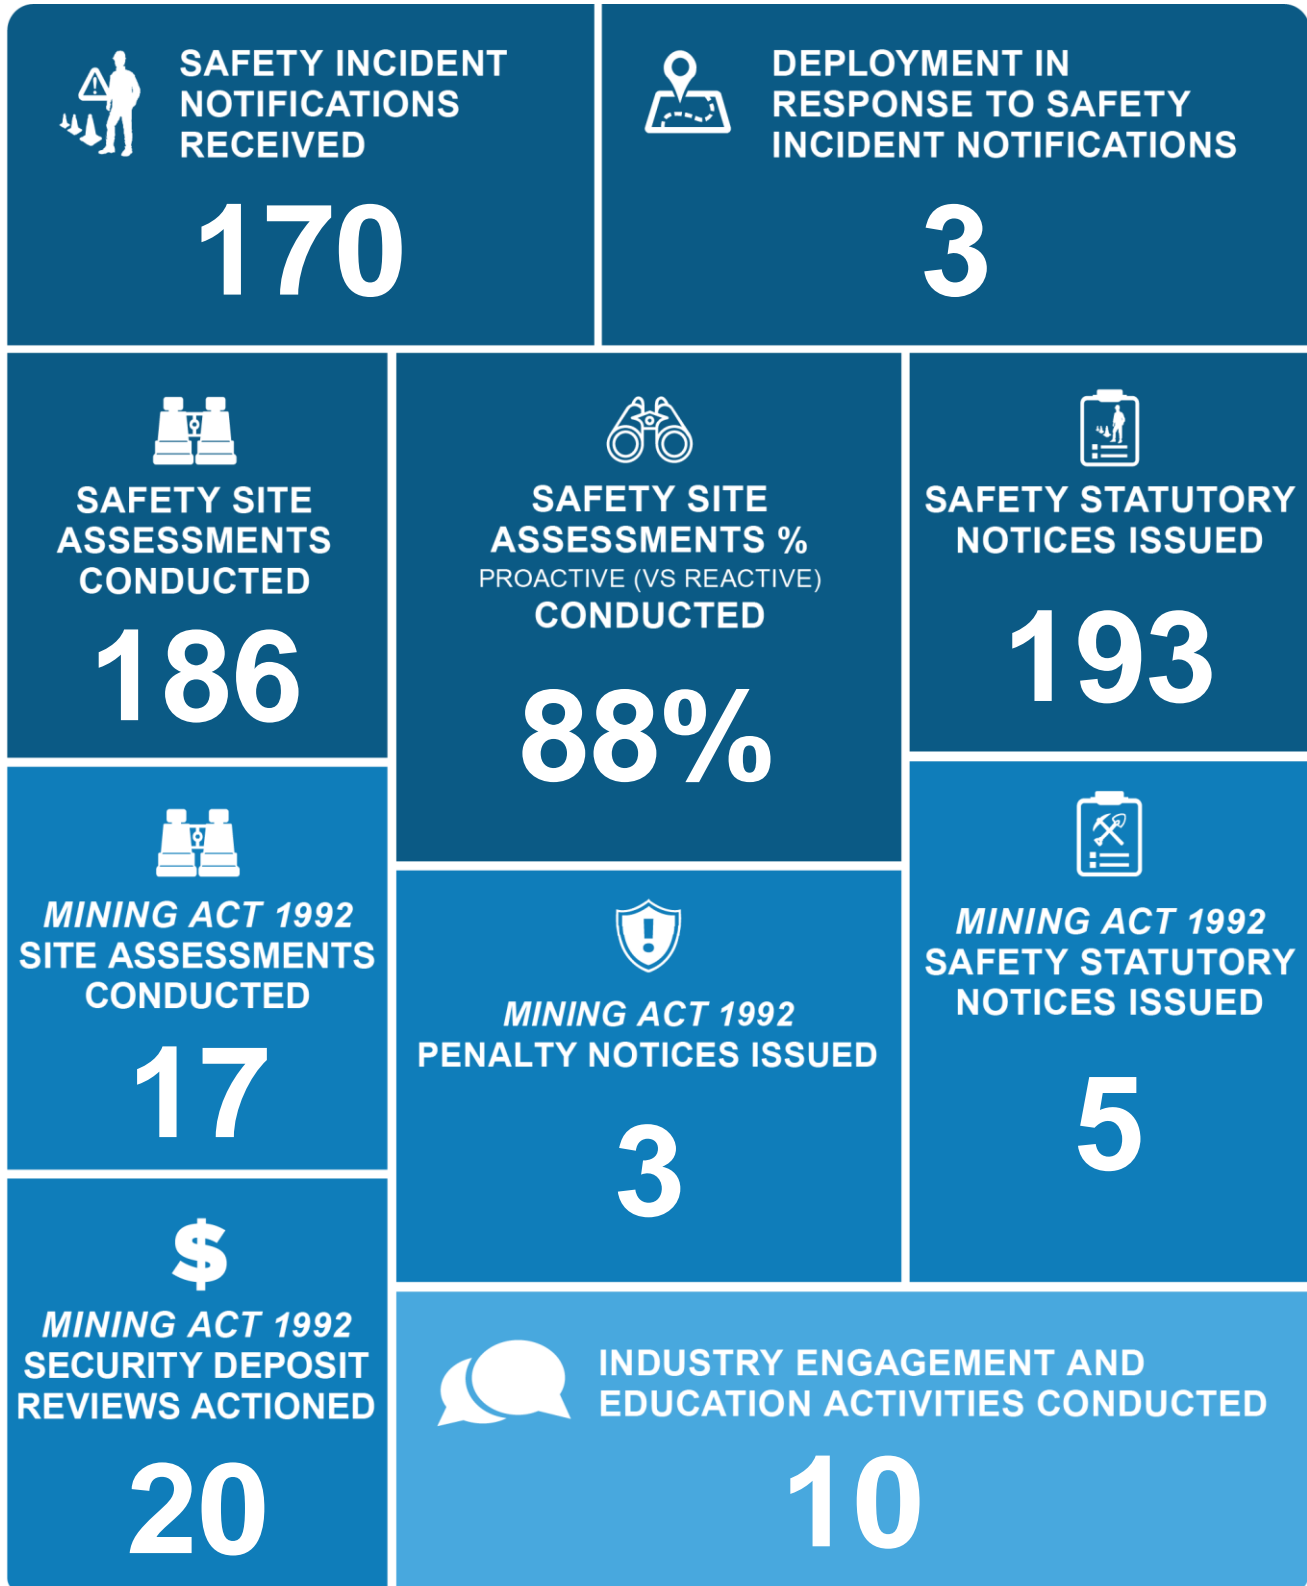 SAFETY INCIDENT
NOTIFICATIONS
RECEIVED
170
DEPLOYMENT IN
RESPONSE TO SAFETY
INCIDENT NOTIFICATIONS
3
SAFETY SITE
ASSESSMENTS
CONDUCTED
186
SAFETY SITE
ASSESSMENTS %
PROACTIVE (VS REACTIVE)
CONDUCTED
88%
SAFETY STATUTORY
NOTICES ISSUED
193
MINING ACT 1992
SITE ASSESSMENTS
CONDUCTED
17
MINING ACT 1992
PENALTY NOTICES ISSUED
3
MINING ACT 1992
SAFETY STATUTORY
NOTICES ISSUED
5
$
MINING ACT 1992
SECURITY DEPOSIT
REVIEWS ACTIONED
20
INDUSTRY ENGAGEMENT AND
EDUCATION ACTIVITIES CONDUCTED
10